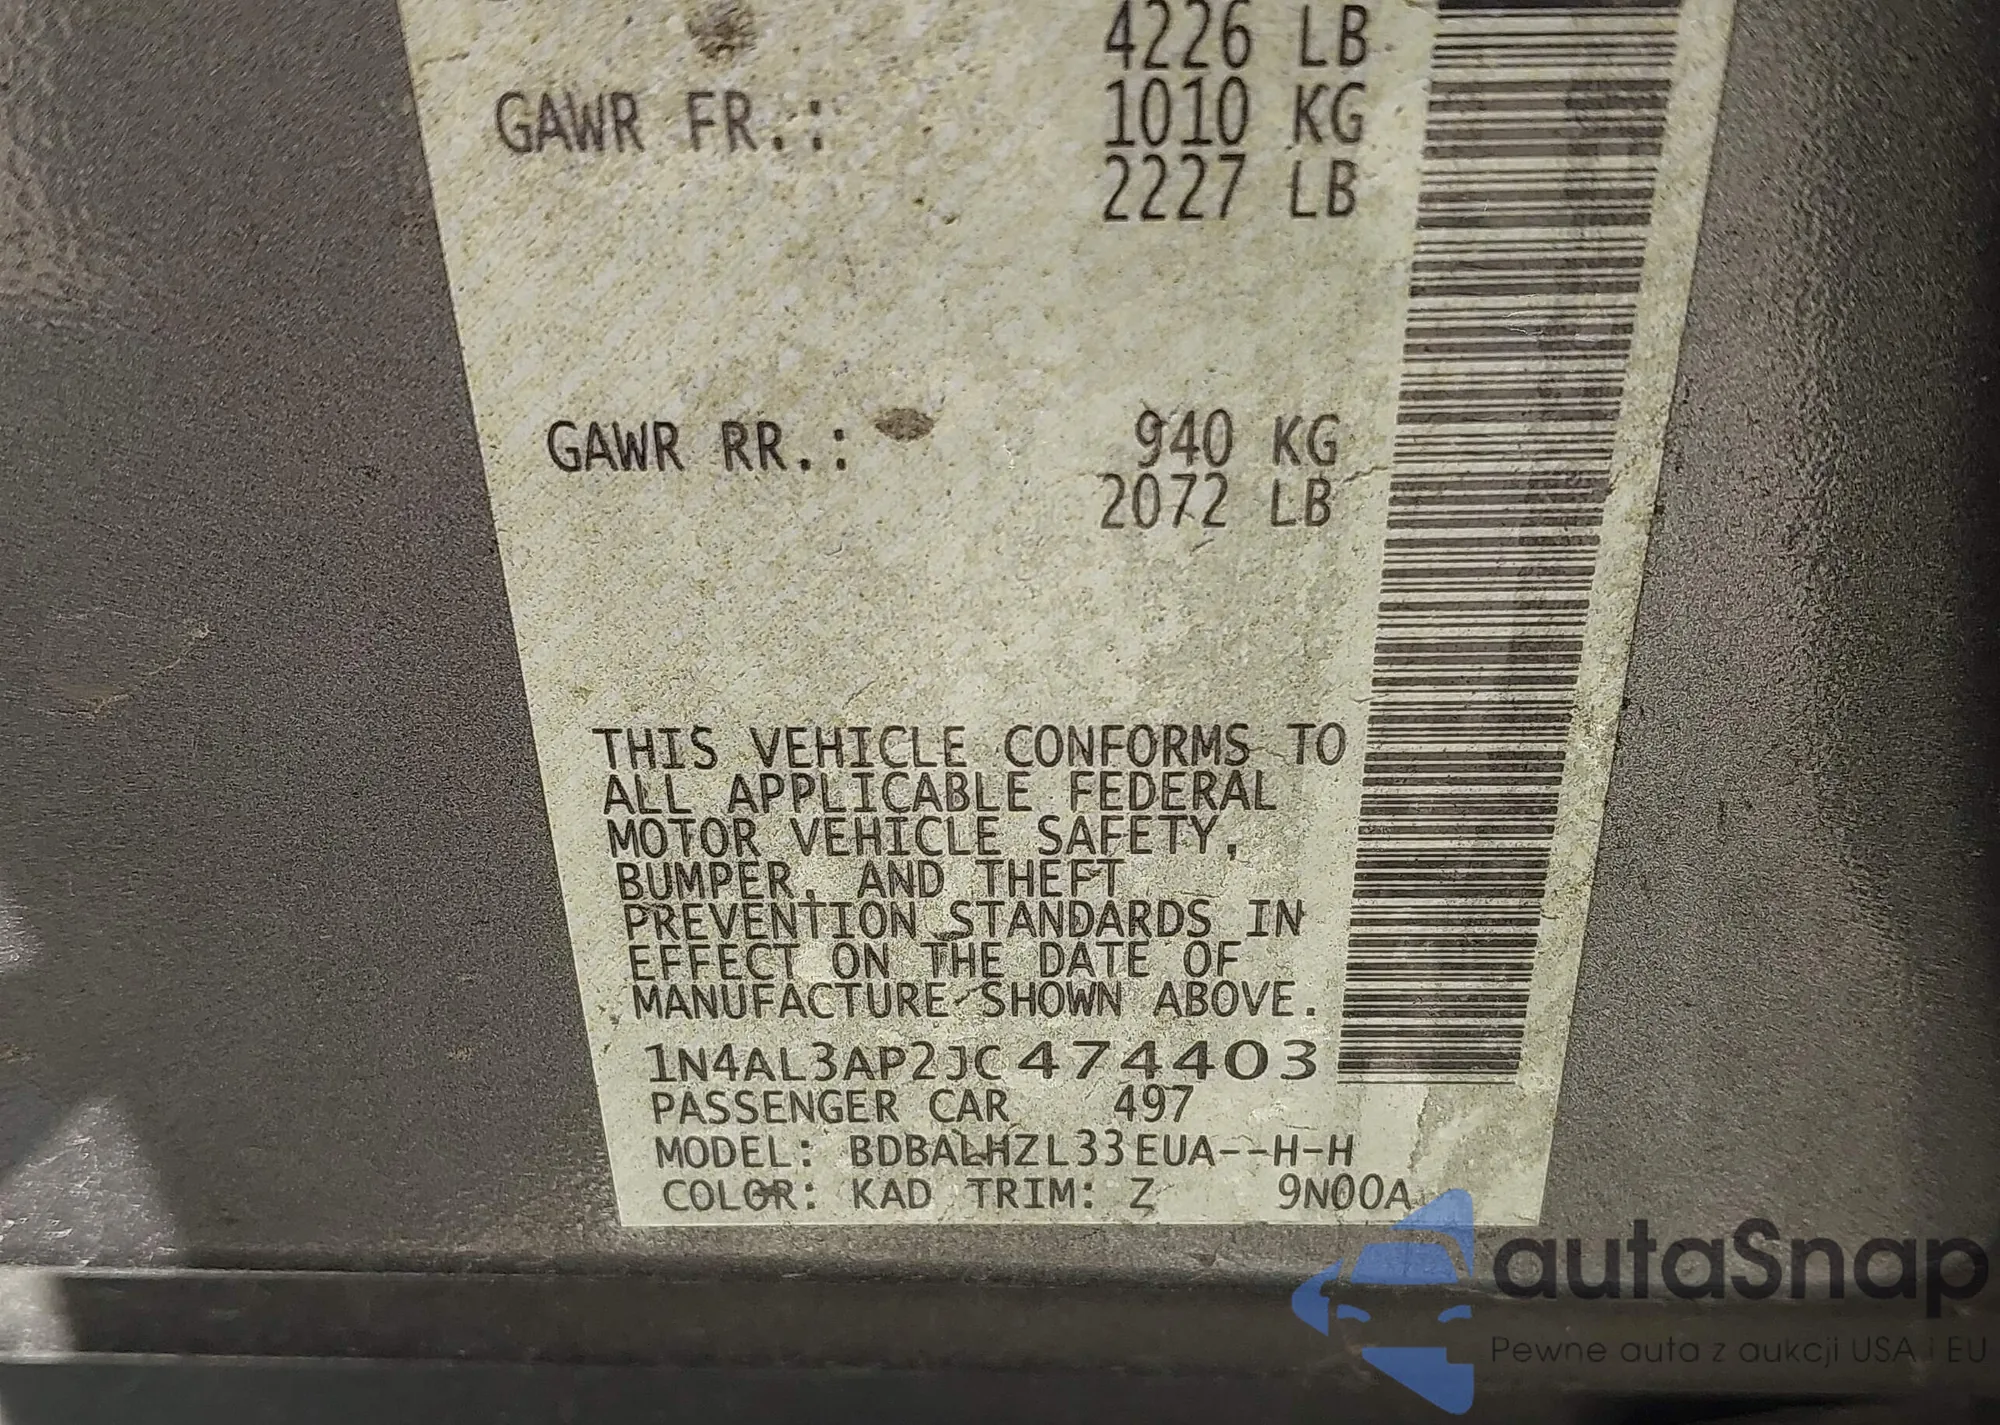 4226 LB
GAWR FR.: 1010 KG
2227 LB
GAWR RR.: 940 KG
2072 LB
THIS VEHICLE CONFORMS TO
ALL APPLICABLE FEDERAL
MOTOR VEHICLE SAFETY,
BUMPER, AND THEFT
PREVENTION STANDARDS IN
EFFECT ON THE DATE OF
MANUFACTURE SHOWN ABOVE.
1N4AL3AP2JC474403
PASSENGER CAR 497
MODEL: BDBALHZL33EUA--H-H
COLOR: KAD TRIM: Z 9N00A
autaSnap
Pewne auta z aukcji USA i EU